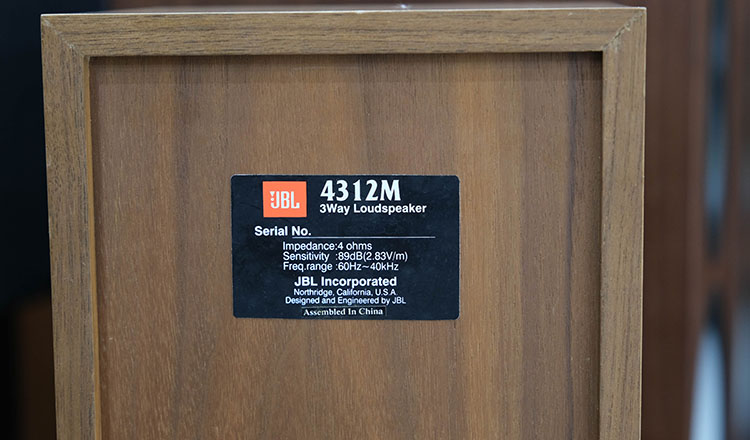 JBL 4312M
3Way Loudspeaker
Serial No.
Impedance:4 ohms
Sensitivity :89dB(2.83V/m)
Freq.range :60Hz~40kHz
JBL Incorporated
Northridge, California, U.S.A.
Designed and Engineered by JBL
Assembled In China